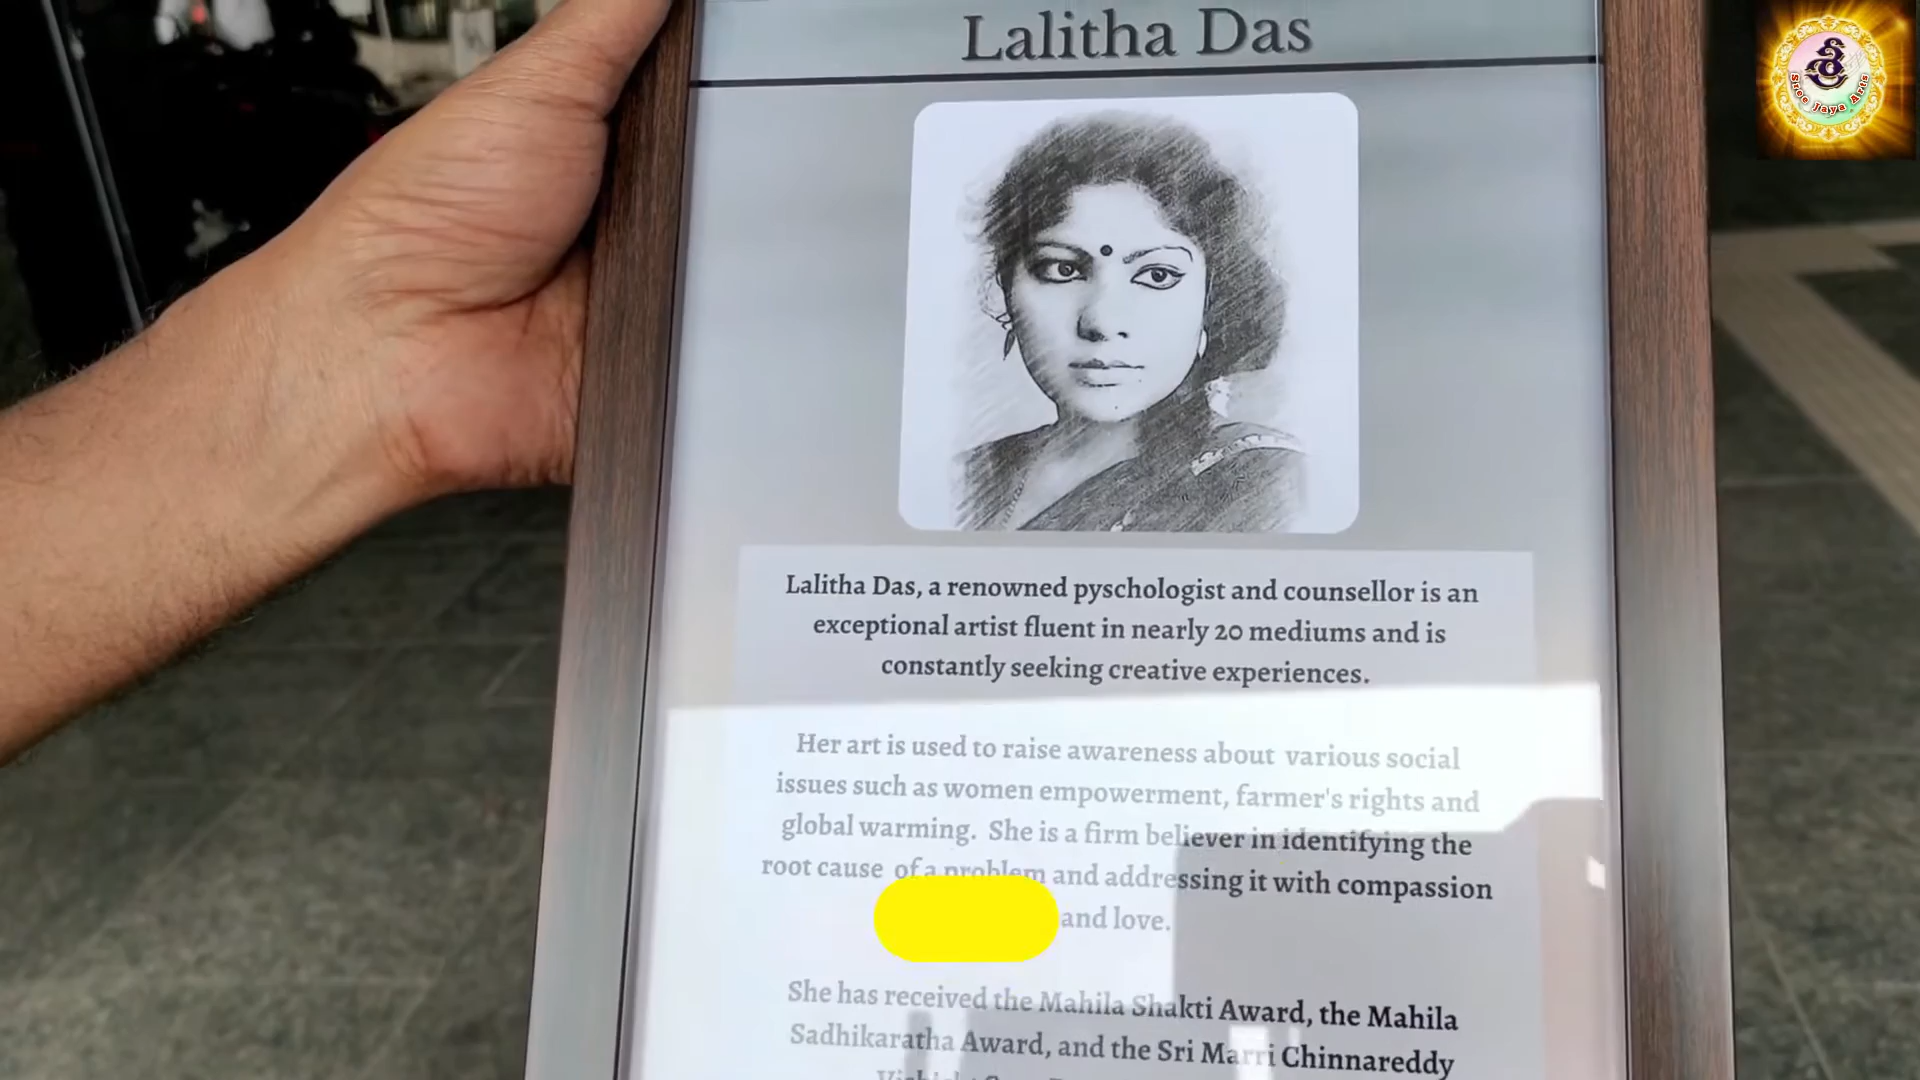 Lalitha Das
Shree Jaya Arts
Lalitha Das, a renowned pyschologist and counsellor is an
exceptional artist fluent in nearly 20 mediums and is
constantly seeking creative experiences.
Her art is used to raise awareness about various social
issues such as women empowerment, farmer's rights and
global warming. She is a firm believer in identifying the
root cause of a problem and addressing it with compassion
and love.
She has received the Mahila Shakti Award, the Mahila
Sadhikaratha Award, and the Sri Marri Chinnareddy